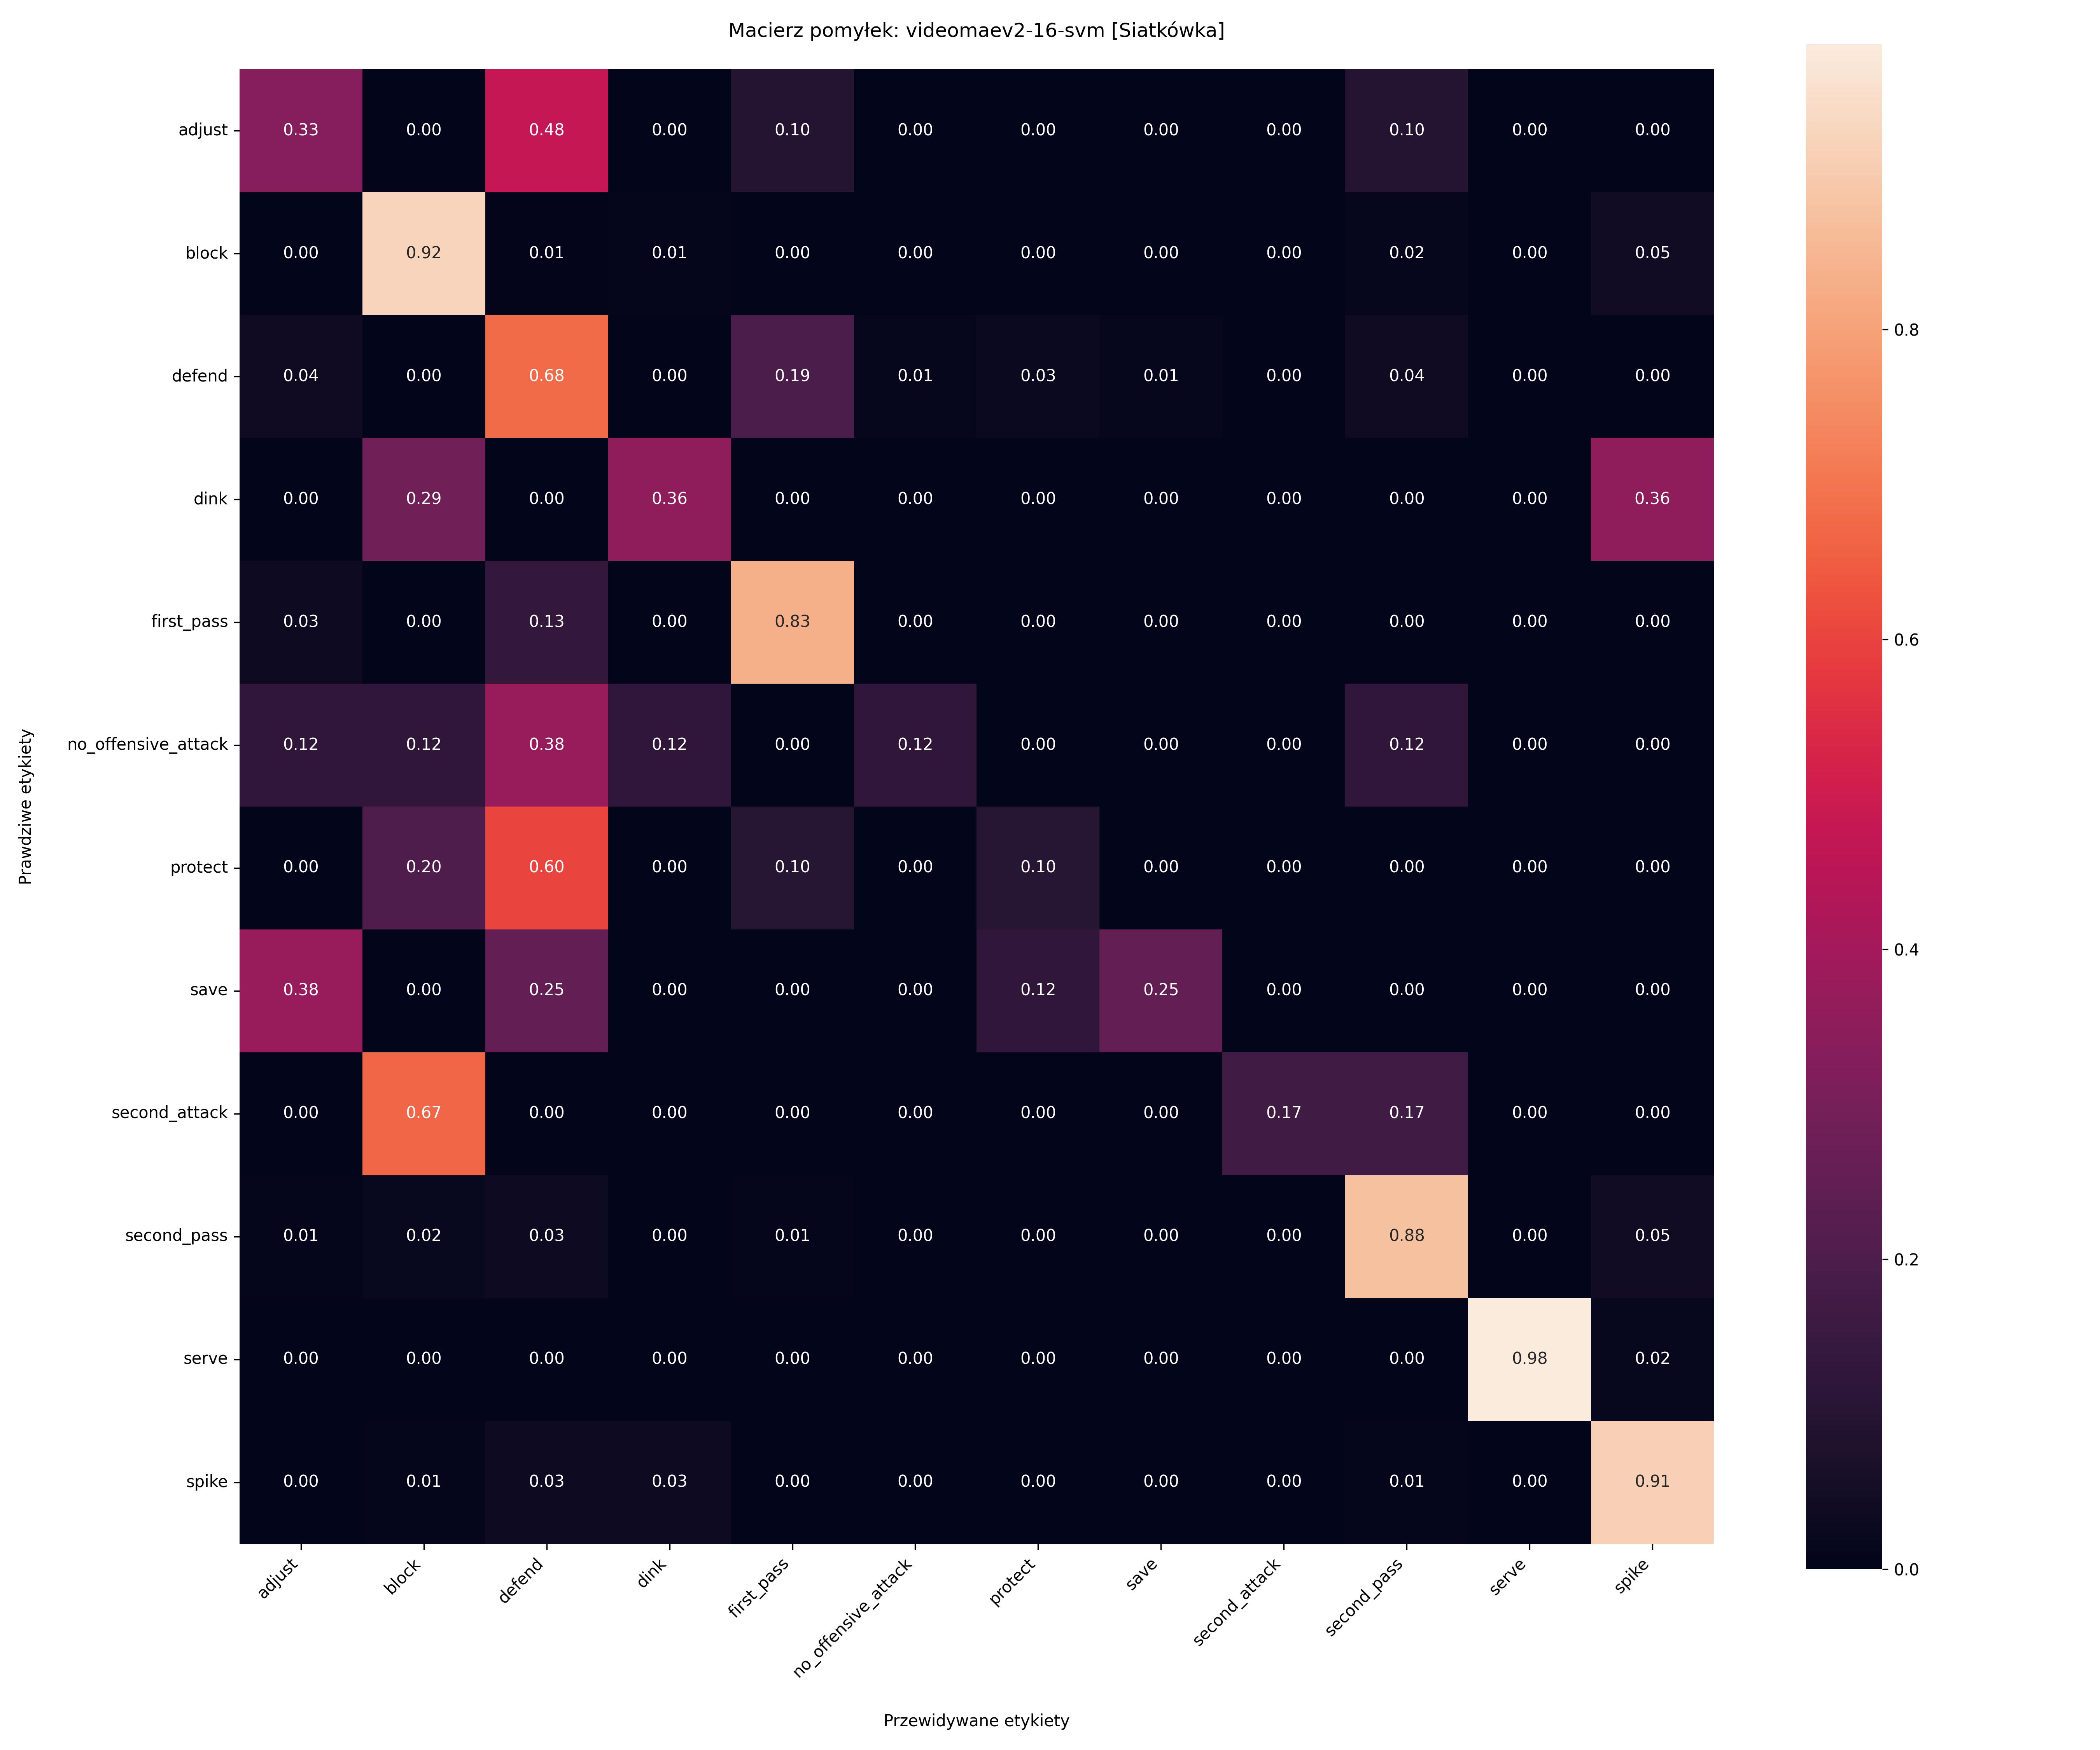 Macierz pomyłek: videomaev2-16-svm [Siatkówka]
adjust 0.33 0.00 0.48 0.00 0.10 0.00 0.00 0.00 0.00 0.10 0.00 0.00
block 0.00 0.92 0.01 0.01 0.00 0.00 0.00 0.00 0.00 0.02 0.00 0.05
defend 0.04 0.00 0.68 0.00 0.19 0.01 0.03 0.01 0.00 0.04 0.00 0.00
dink 0.00 0.29 0.00 0.36 0.00 0.00 0.00 0.00 0.00 0.00 0.00 0.36
first_pass 0.03 0.00 0.13 0.00 0.83 0.00 0.00 0.00 0.00 0.00 0.00 0.00
no_offensive_attack 0.12 0.12 0.38 0.12 0.00 0.12 0.00 0.00 0.00 0.12 0.00 0.00
protect 0.00 0.20 0.60 0.00 0.10 0.00 0.10 0.00 0.00 0.00 0.00 0.00
save 0.38 0.00 0.25 0.00 0.00 0.00 0.12 0.25 0.00 0.00 0.00 0.00
second_attack 0.00 0.67 0.00 0.00 0.00 0.00 0.00 0.00 0.17 0.17 0.00 0.00
second_pass 0.01 0.02 0.03 0.00 0.01 0.00 0.00 0.00 0.00 0.88 0.00 0.05
serve 0.00 0.00 0.00 0.00 0.00 0.00 0.00 0.00 0.00 0.00 0.98 0.02
spike 0.00 0.01 0.03 0.03 0.00 0.00 0.00 0.00 0.00 0.01 0.00 0.91
adjust block defend dink first_pass no_offensive_attack protect save second_attack second_pass serve spike
Prawdziwe etykiety
Przewidywane etykiety
0.8
0.6
0.4
0.2
0.0